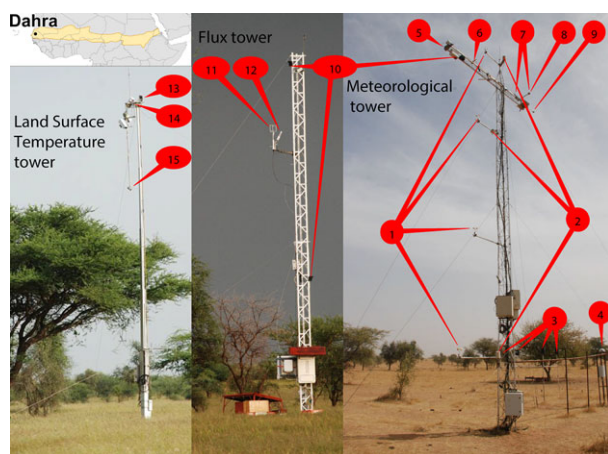 Dahra
Flux tower
Meteorological
tower
Land Surface
Temperature
tower
5
6
7
8
9
10
11
12
13
14
15
1
2
3
4